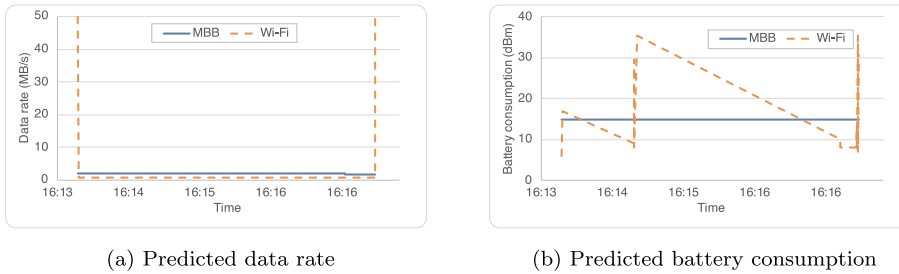 50
40
30
20
10
0
Data rate (MB/s)
MBB
Wi-Fi
16:13 16:14 16:15 16:16 16:16
Time
(a) Predicted data rate
40
30
20
10
0
Battery consumption (dBm)
MBB
Wi-Fi
16:13 16:14 16:15 16:16 16:16
Time
(b) Predicted battery consumption